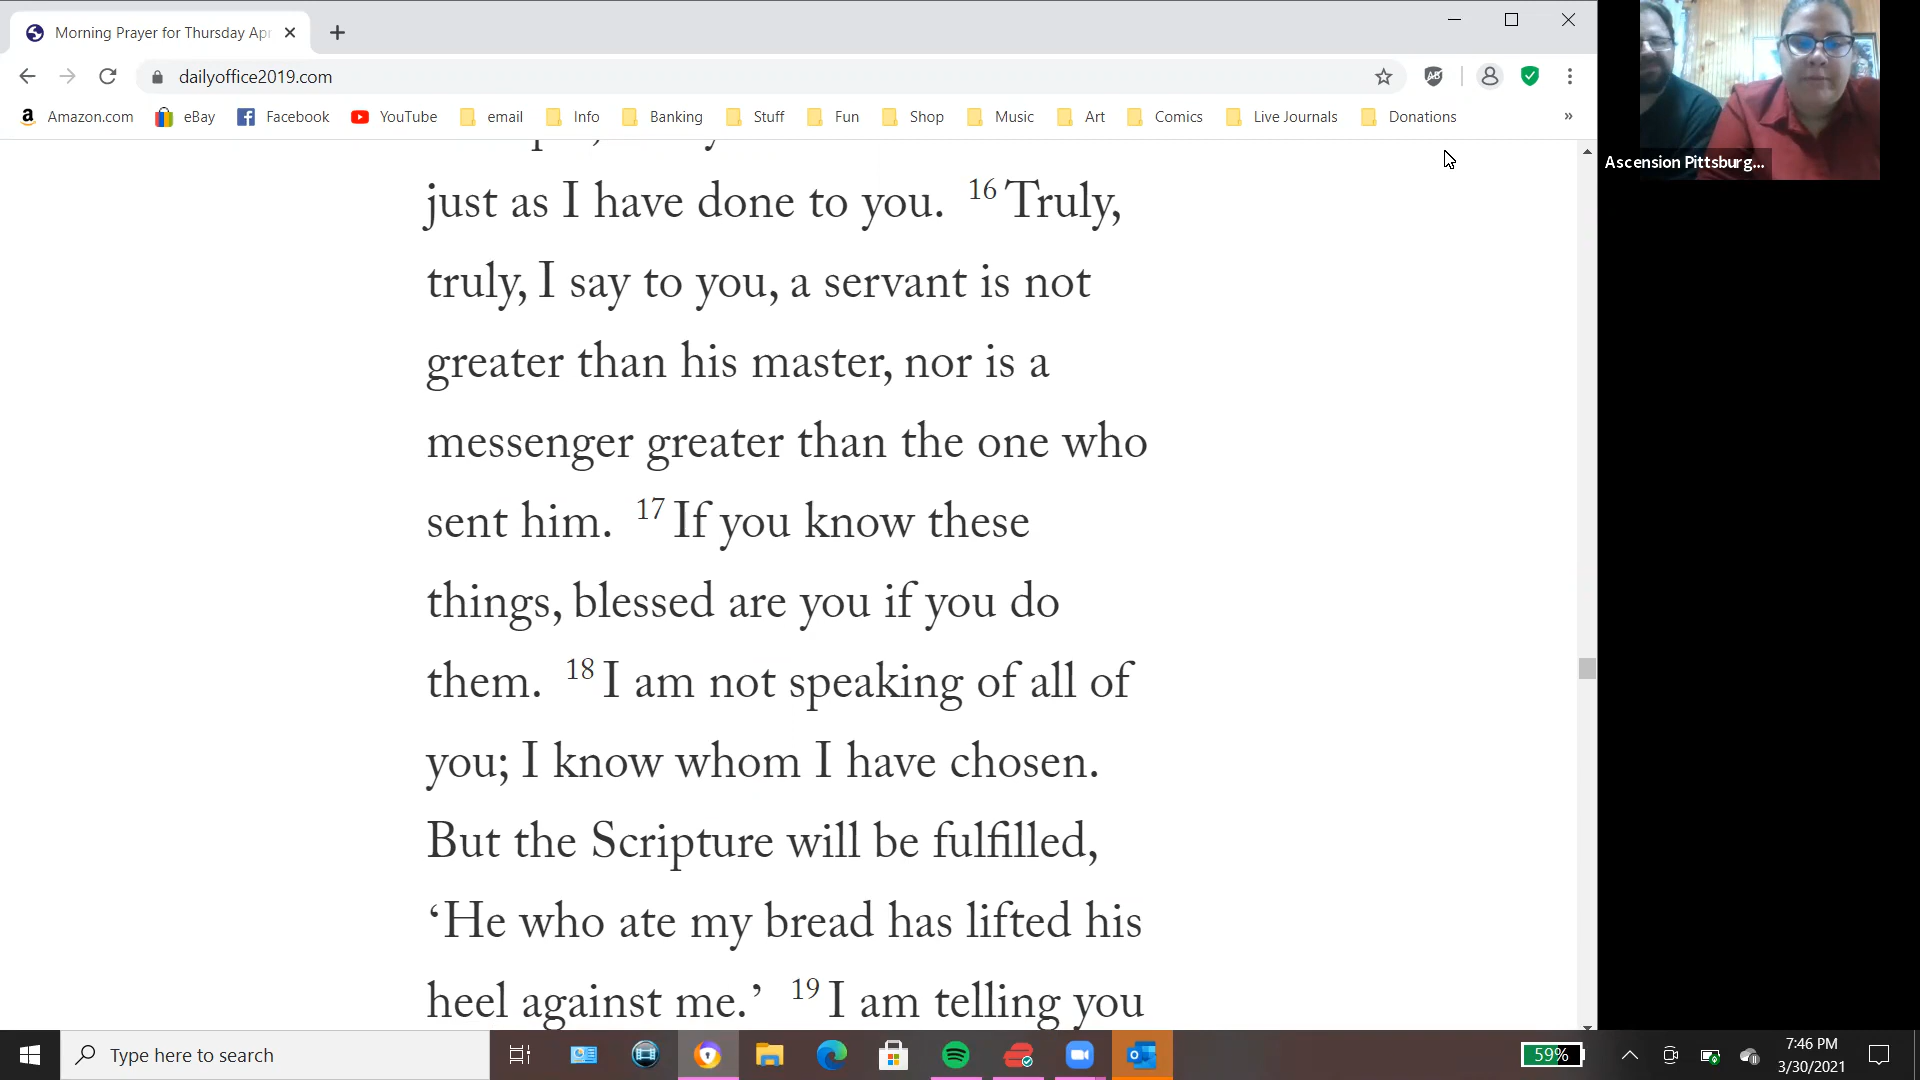 Morning Prayer for Thursday Apr
dailyoffice2019.com
Amazon.com eBay Facebook YouTube email Info Banking Stuff Fun Shop Music Art Comics Live Journals Donations »
just as I have done to you. 16 Truly,
truly, I say to you, a servant is not
greater than his master, nor is a
messenger greater than the one who
sent him. 17 If you know these
things, blessed are you if you do
them. 18 I am not speaking of all of
you; I know whom I have chosen.
But the Scripture will be fulfilled,
‘He who ate my bread has lifted his
heel against me.’ 19 I am telling you
Ascension Pittsburg...
Type here to search
59%
7:46 PM
3/30/2021